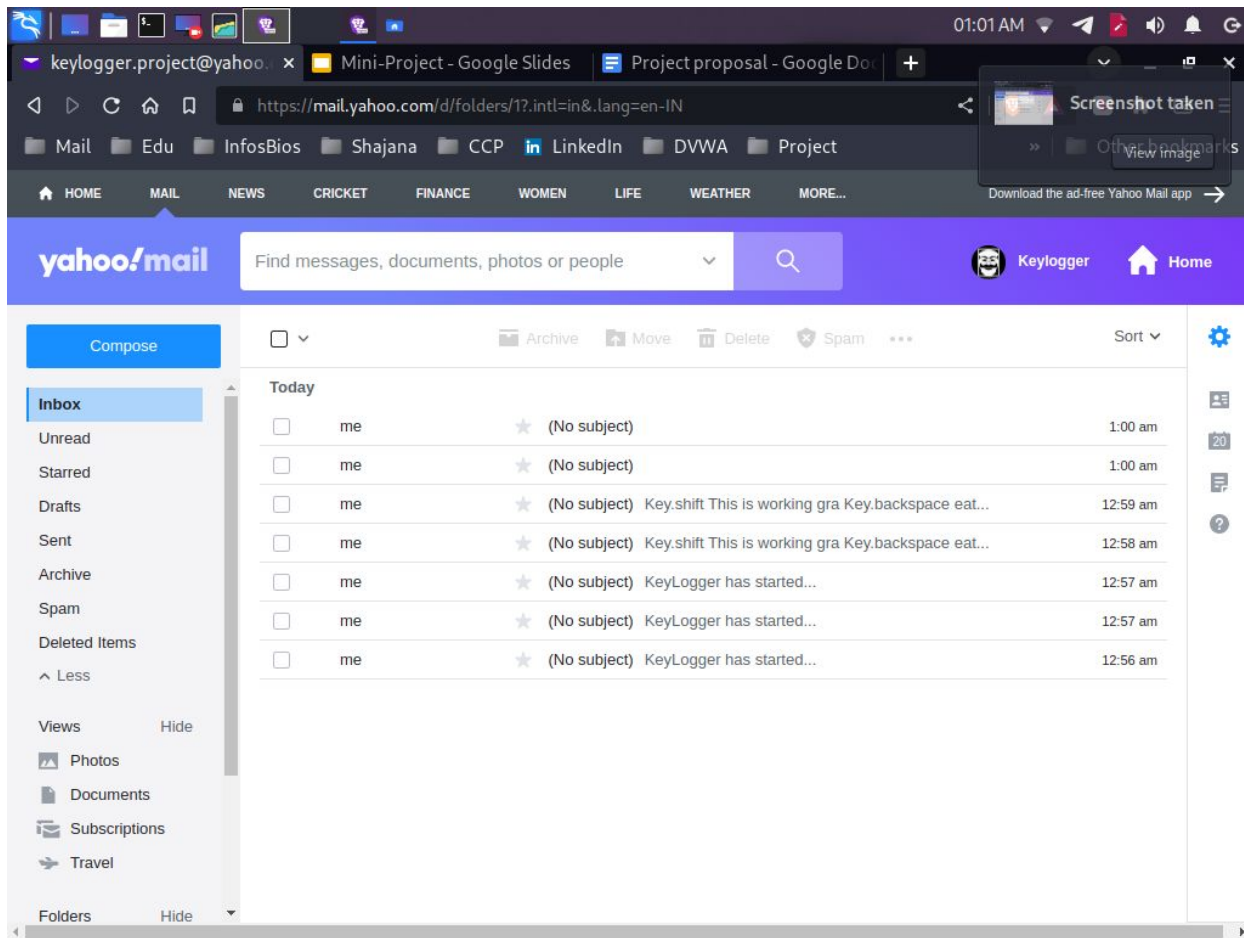 01:01 AM
keylogger.project@yahoo. Mini-Project - Google Slides Project proposal - Google Doc
https://mail.yahoo.com/d/folders/1?.intl=in&.lang=en-IN
Screenshot taken
View image
Mail Edu InfosBios Shajana CCP LinkedIn DVWA Project » Other bookmarks
HOME MAIL NEWS CRICKET FINANCE WOMEN LIFE WEATHER MORE... Download the ad-free Yahoo Mail app
yahoo!mail Find messages, documents, photos or people Keylogger Home
Compose Archive Move Delete Spam Sort
Today
Inbox
me (No subject) 1:00 am
Unread
me (No subject) 1:00 am
Starred
20
Drafts
me (No subject) Key.shift This is working gra Key.backspace eat... 12:59 am
Sent
me (No subject) Key.shift This is working gra Key.backspace eat... 12:58 am
Archive
me (No subject) KeyLogger has started... 12:57 am
Spam
me (No subject) KeyLogger has started... 12:57 am
Deleted Items
me (No subject) KeyLogger has started... 12:56 am
Less
Views Hide
Photos
Documents
Subscriptions
Travel
Folders Hide